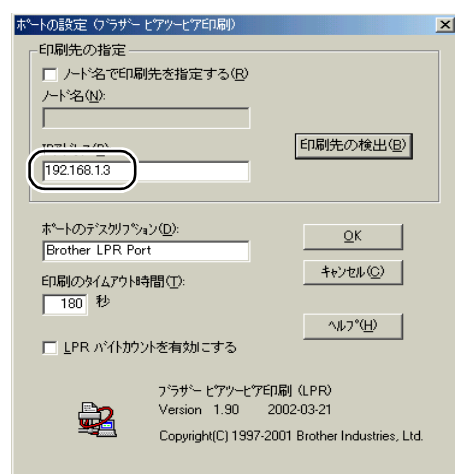 ポートの設定 (ブラザー ピアツーピア印刷)
印刷先の指定
ノード名で印刷先を指定する(R)
ノード名(N):
印刷先の検出(B)
192.168.1.3
ポートのデスクリプション(D):
Brother LPR Port
OK
キャンセル(C)
印刷のタイムアウト時間(T):
180 秒
ヘルプ(H)
LPR バイトカウントを有効にする
ブラザー ピアツーピア印刷 (LPR)
Version 1.90 2002-03-21
Copyright(C) 1997-2001 Brother Industries, Ltd.